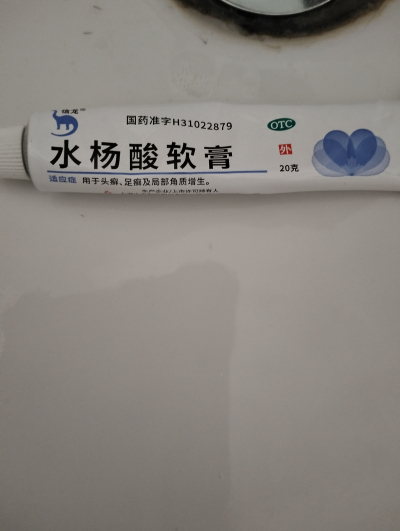 瑞龙®
国药准字H31022879
OTC
水杨酸软膏
外
20克
适应症 用于头癣、足癣及局部角质增生。